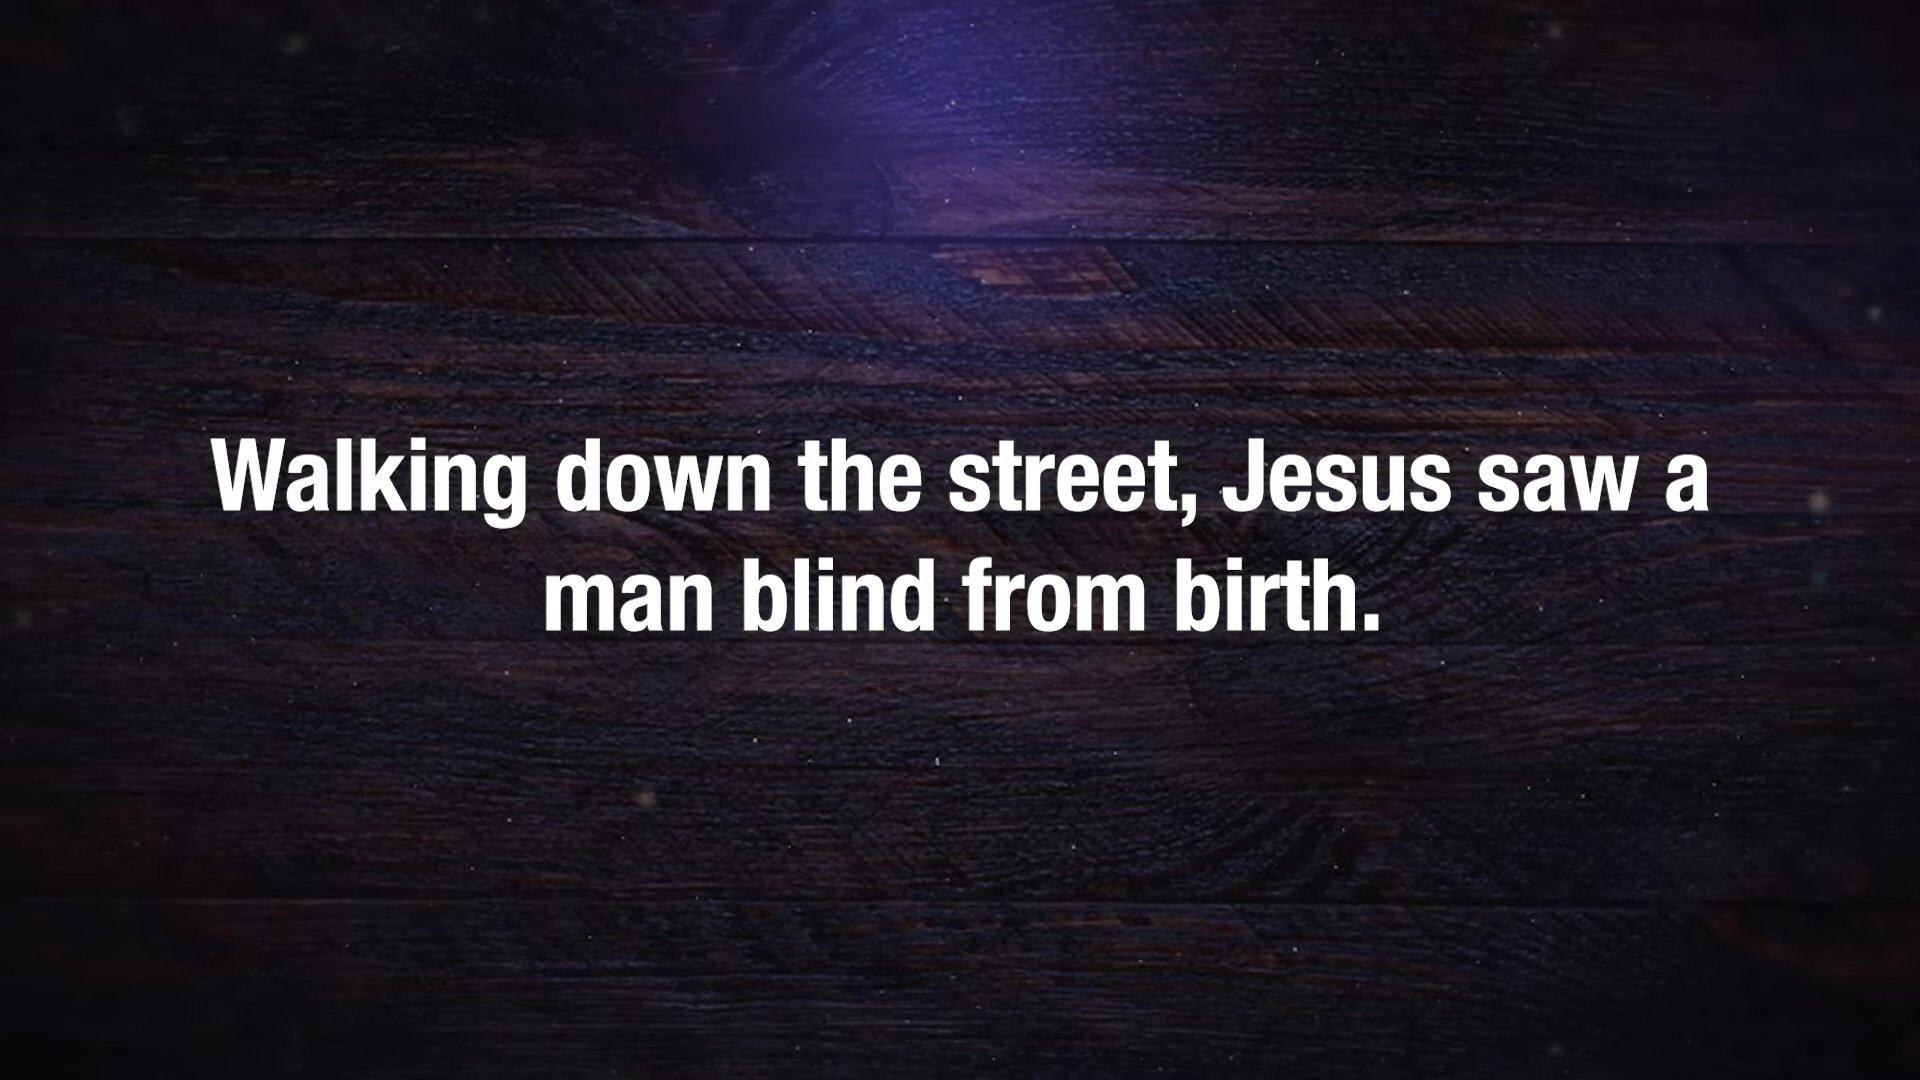 Walking down the street, Jesus saw a
man blind from birth.